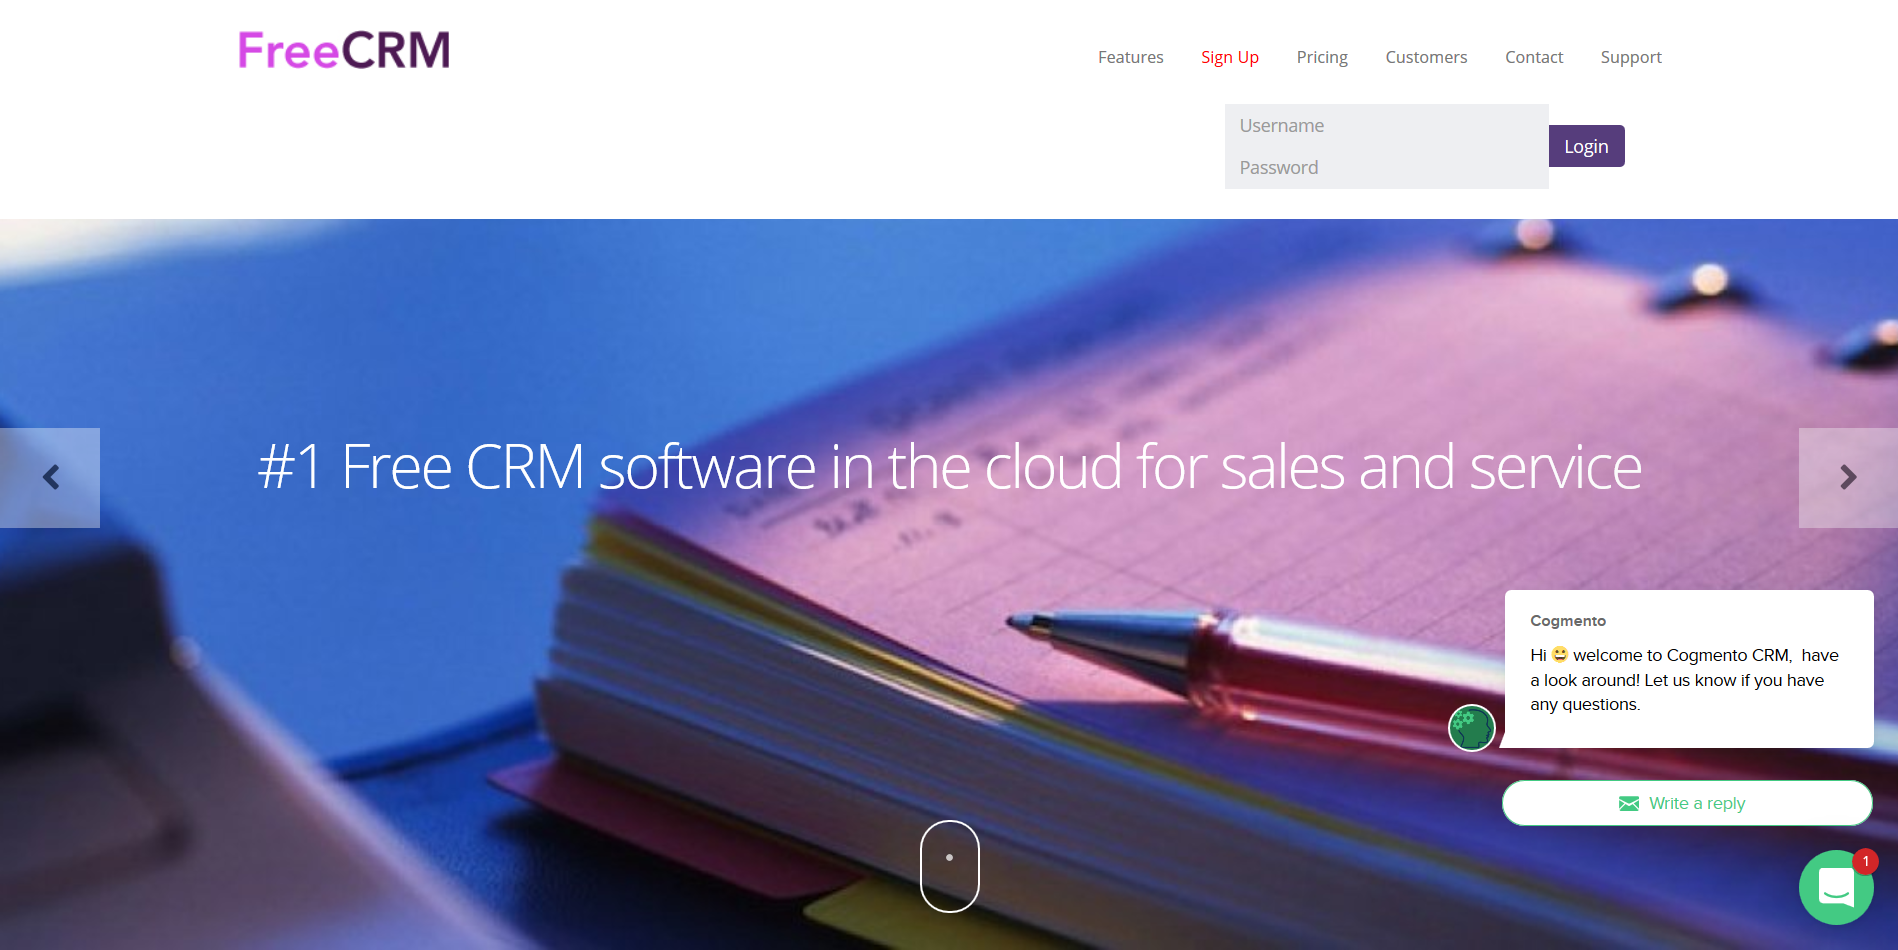 FreeCRM
Features Sign Up Pricing Customers Contact Support
Username
Password
Login
#1 Free CRM software in the cloud for sales and service
Cogmento
Hi 😀 welcome to Cogmento CRM, have
a look around! Let us know if you have
any questions.
Write a reply
1